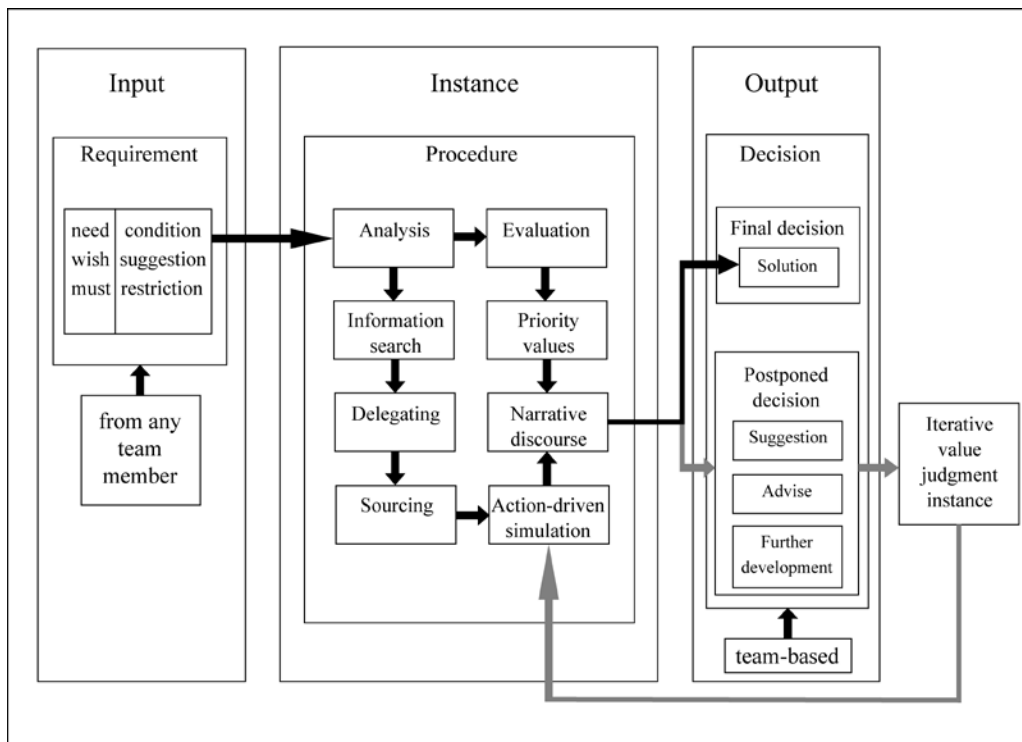 Input
Requirement
need
wish
must
condition
suggestion
restriction
from any
team
member
Instance
Procedure
Analysis
Evaluation
Information
search
Priority
values
Delegating
Narrative
discourse
Sourcing
Action-driven
simulation
Output
Decision
Final decision
Solution
Postponed
decision
Suggestion
Advise
Further
development
team-based
Iterative
value
judgment
instance